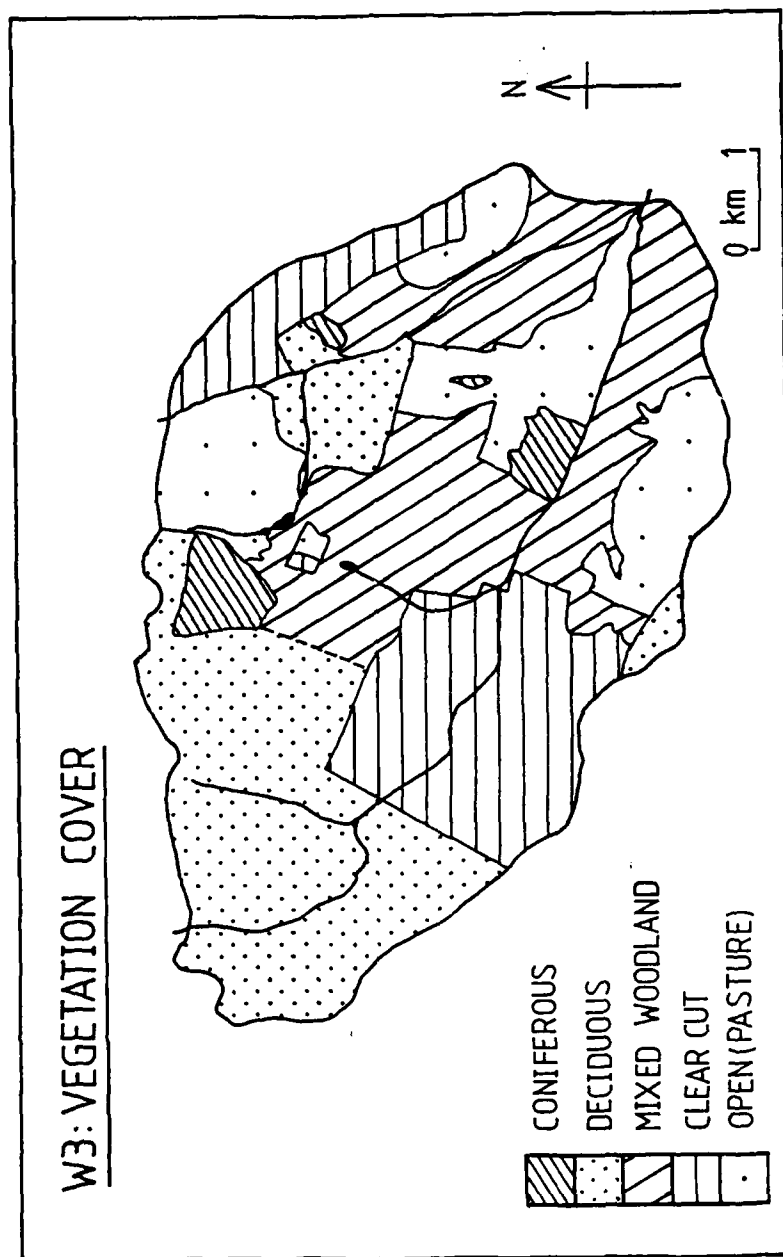 W3: VEGETATION COVER
N
CONIFEROUS
DECIDUOUS
MIXED WOODLAND
CLEAR CUT
OPEN(PASTURE)
0 km 1